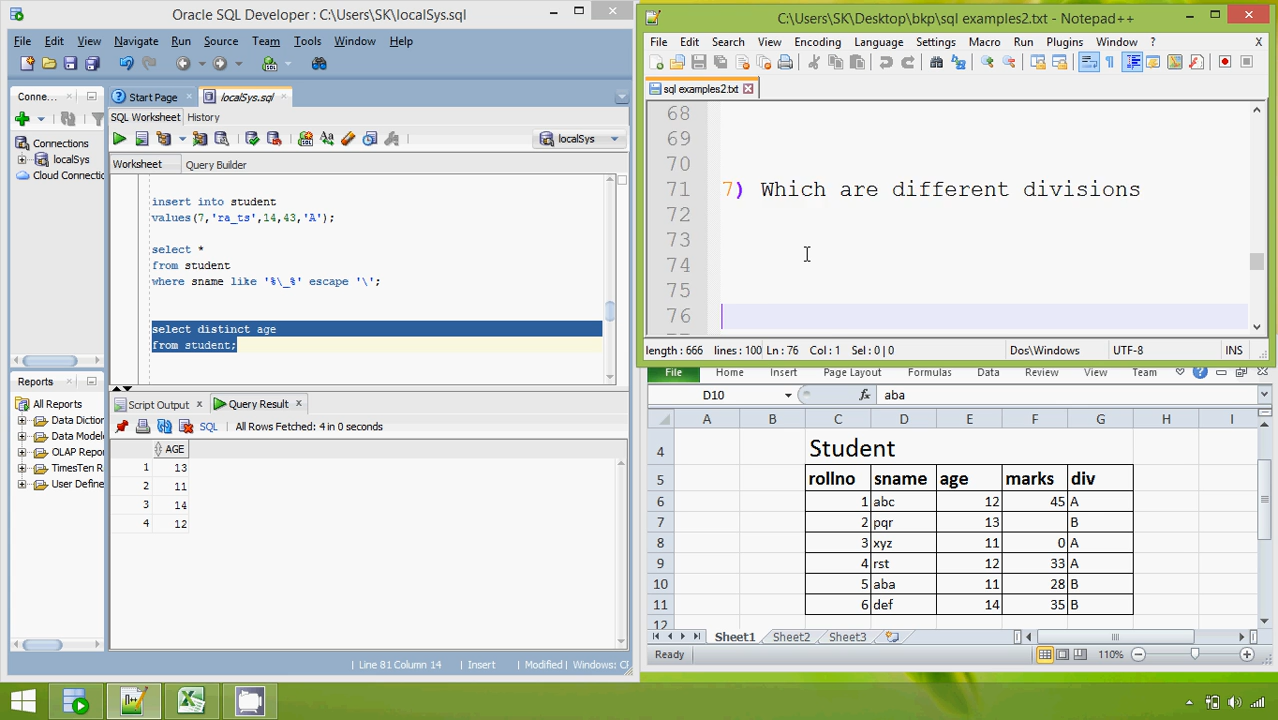 Oracle SQL Developer : C:\Users\SK\localSys.sql
File Edit View Navigate Run Source Team Tools Window Help
Conne...
Start Page
localSys.sql
SQL Worksheet History
Connections
localSys
Cloud Connectic
localSys
Worksheet Query Builder
insert into student
values(7,'ra_ts',14,43,'A');
select *
from student
where sname like '%\_%' escape '\';
select distinct age
from student;
Reports
All Reports
Data Dictic
Data Mode
OLAP Repo
TimesTen R
User Define
Script Output Query Result
SQL All Rows Fetched: 4 in 0 seconds
AGE
1 13
2 11
3 14
4 12
Line 81 Column 14 Insert Modified Windows: C
C:\Users\SK\Desktop\bkp\sql examples2.txt - Notepad++
File Edit Search View Encoding Language Settings Macro Run Plugins Window ? X
sql examples2.txt
68
69
70
71 7) Which are different divisions
72
73
74
75
76
length : 666 lines : 100 Ln : 76 Col : 1 Sel : 0 | 0 Dos\Windows UTF-8 INS
File Home Insert Page Layout Formulas Data Review View Team
D10 fx aba
A B C D E F G H I
4 Student
5 rollno sname age marks div
6 1 abc 12 45 A
7 2 pqr 13 B
8 3 xyz 11 0 A
9 4 rst 12 33 A
10 5 aba 11 28 B
11 6 def 14 35 B
12
Sheet1 Sheet2 Sheet3
Ready 110%